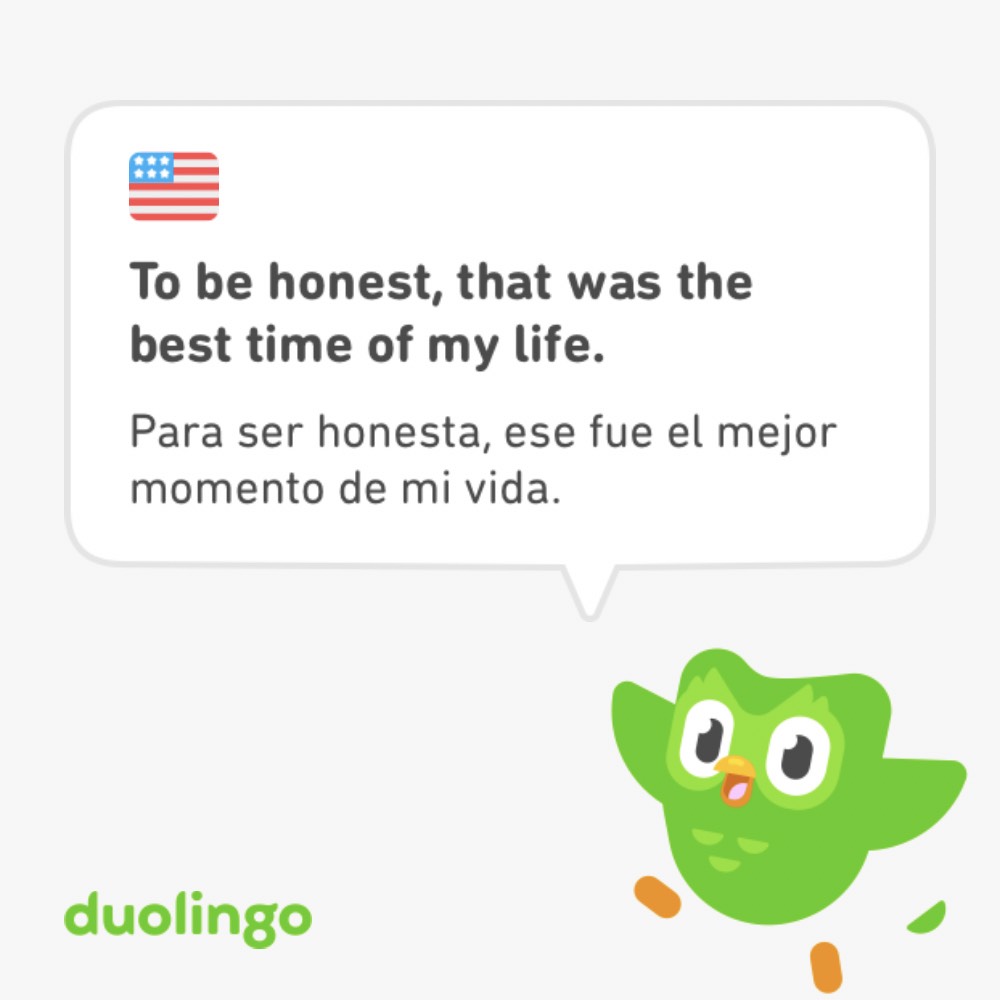 To be honest, that was the
best time of my life.
Para ser honesta, ese fue el mejor
momento de mi vida.
duolingo